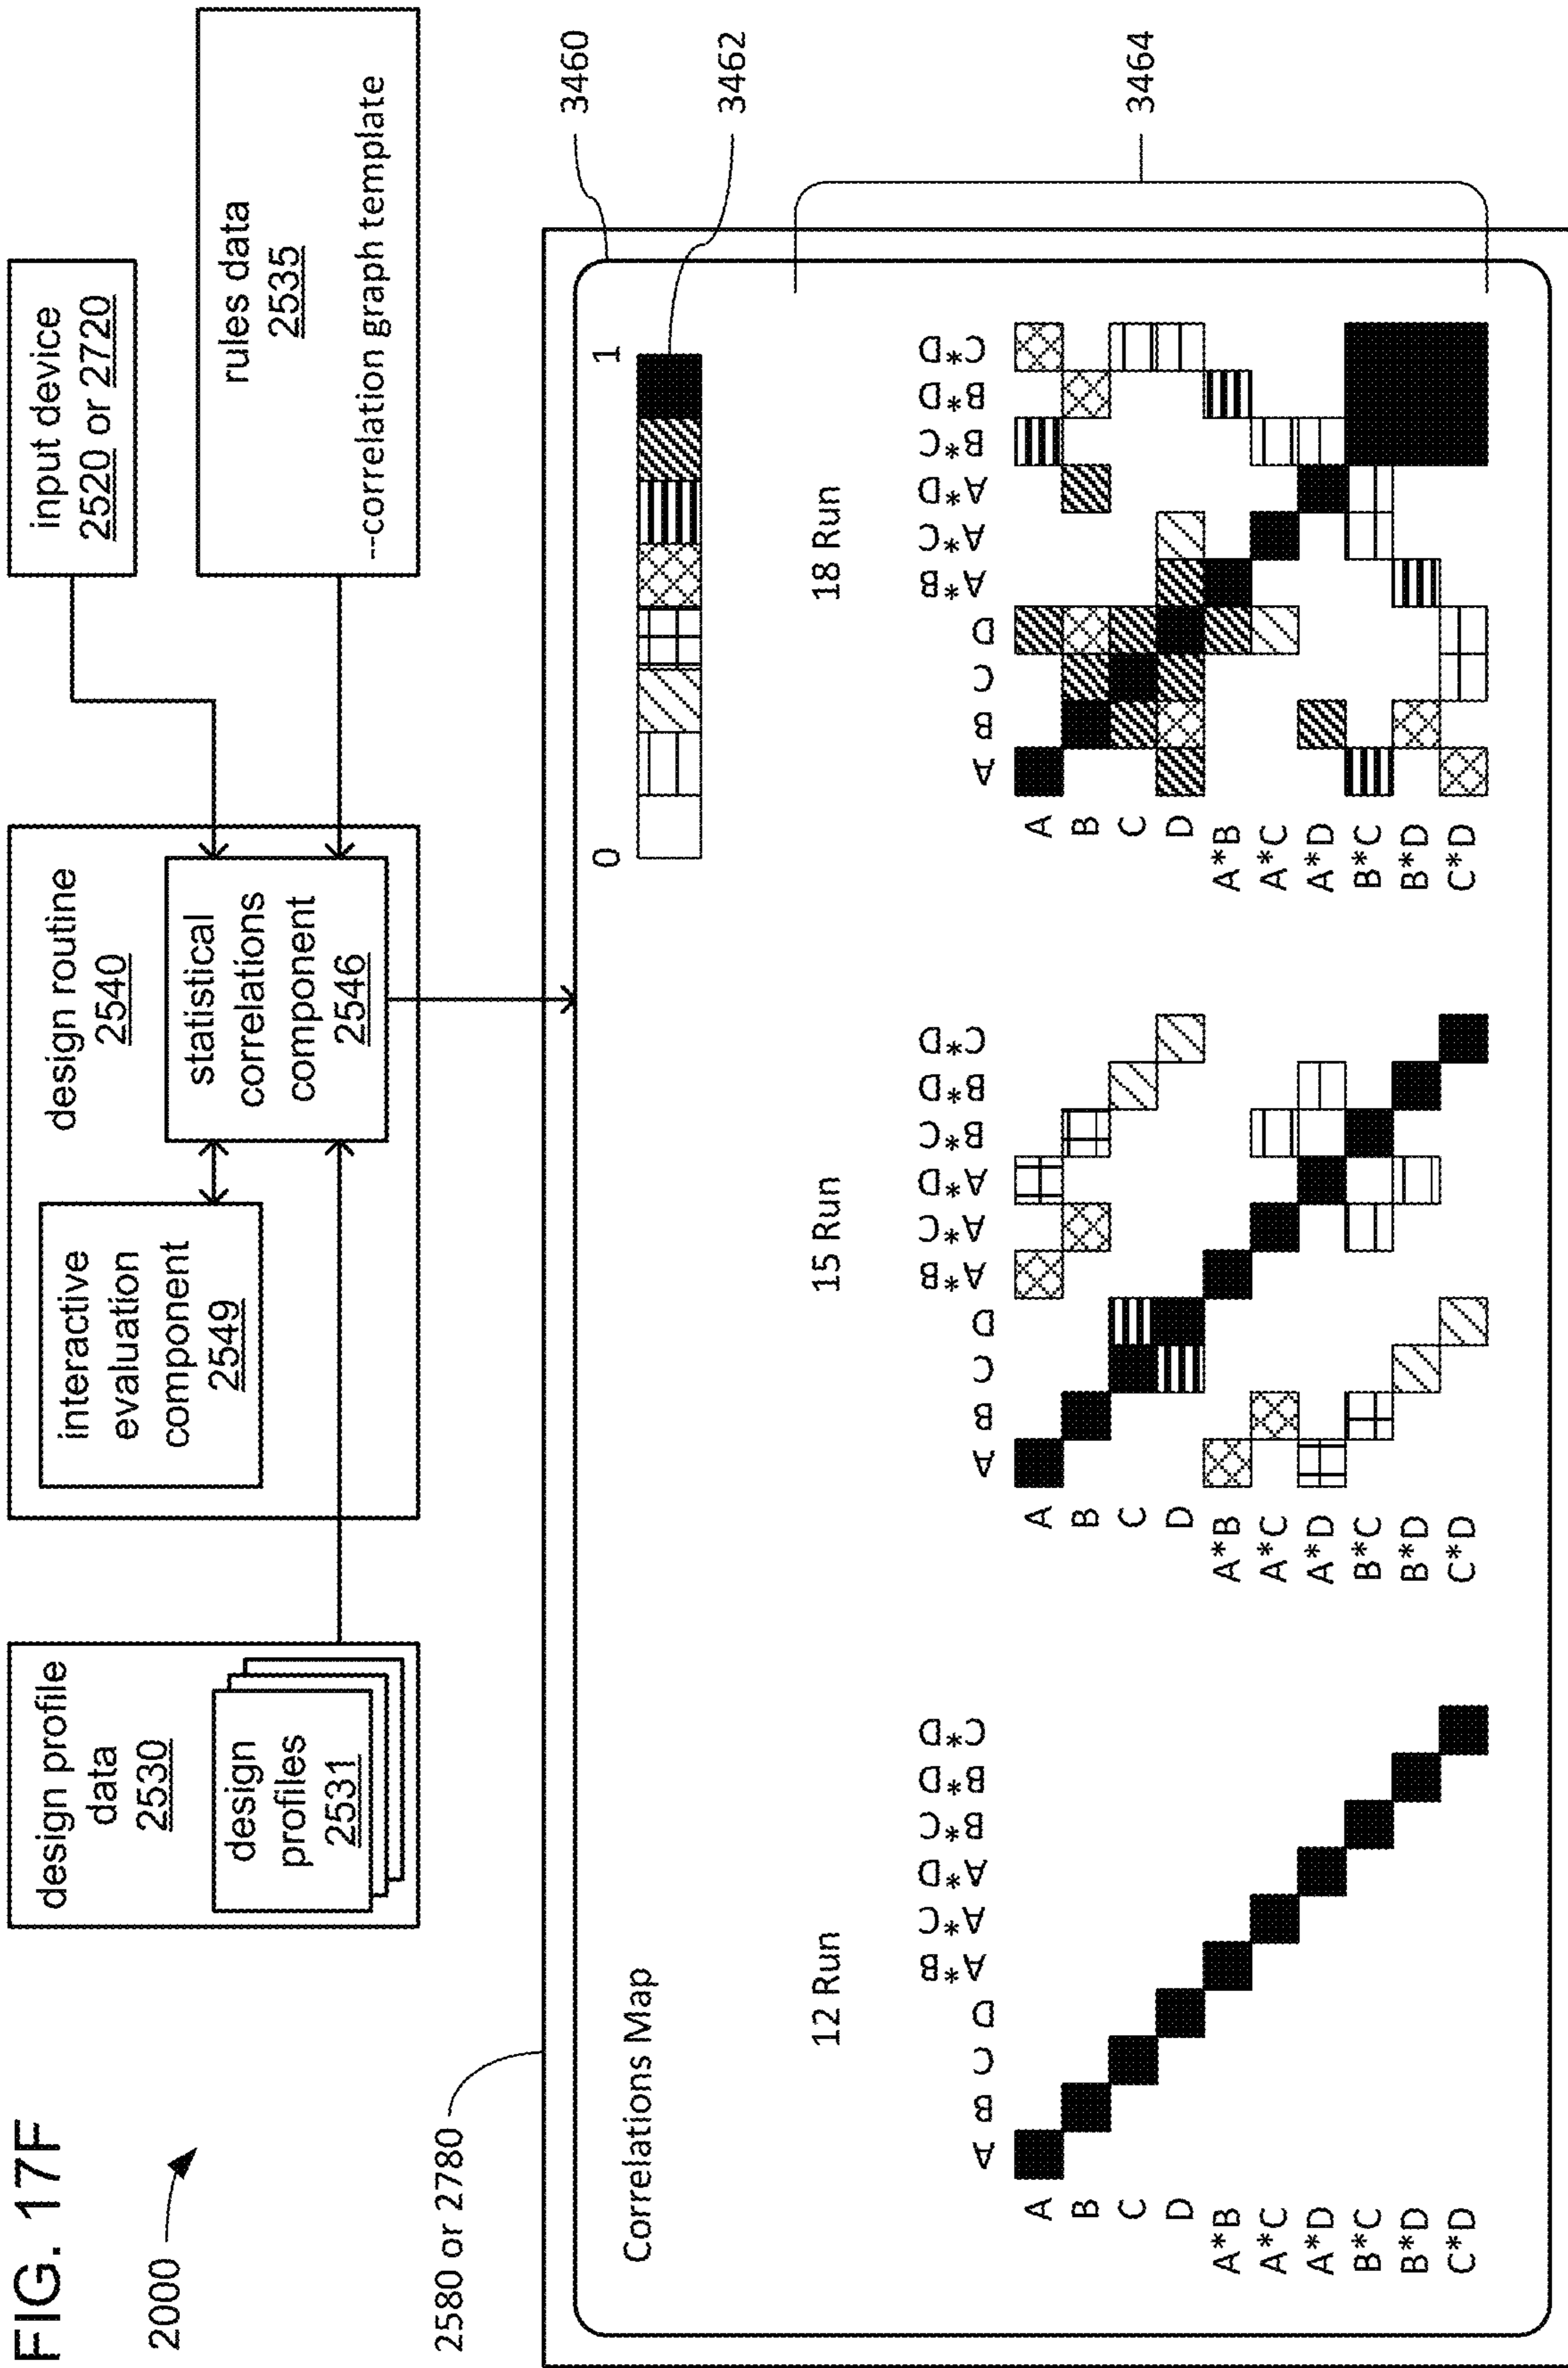 FIG. 17F
2000
design profile
data
2530
design
profiles
2531
design routine
2540
interactive
evaluation
component
2549
statistical
correlations
component
2546
input device
2520 or 2720
rules data
2535
--correlation graph template
2580 or 2780
3460
3462
3464
Correlations Map
0
1
12 Run
A
B
C
D
A*B
A*C
A*D
B*C
B*D
C*D
A
B
C
D
A*B
A*C
A*D
B*C
B*D
C*D
15 Run
A
B
C
D
A*B
A*C
A*D
B*C
B*D
C*D
A
B
C
D
A*B
A*C
A*D
B*C
B*D
C*D
18 Run
A
B
C
D
A*B
A*C
A*D
B*C
B*D
C*D
A
B
C
D
A*B
A*C
A*D
B*C
B*D
C*D